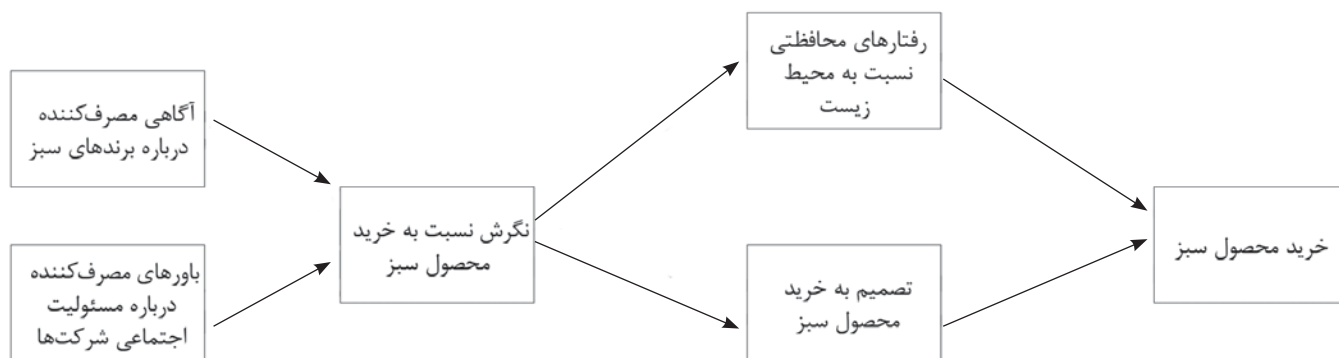 آگاهی مصرف‌کننده
درباره برندهای سبز
باورهای مصرف‌کننده
درباره مسئولیت
اجتماعی شرکت‌ها
نگرش نسبت به خرید
محصول سبز
رفتارهای محافظتی
نسبت به محیط
زیست
تصمیم به خرید
محصول سبز
خرید محصول سبز